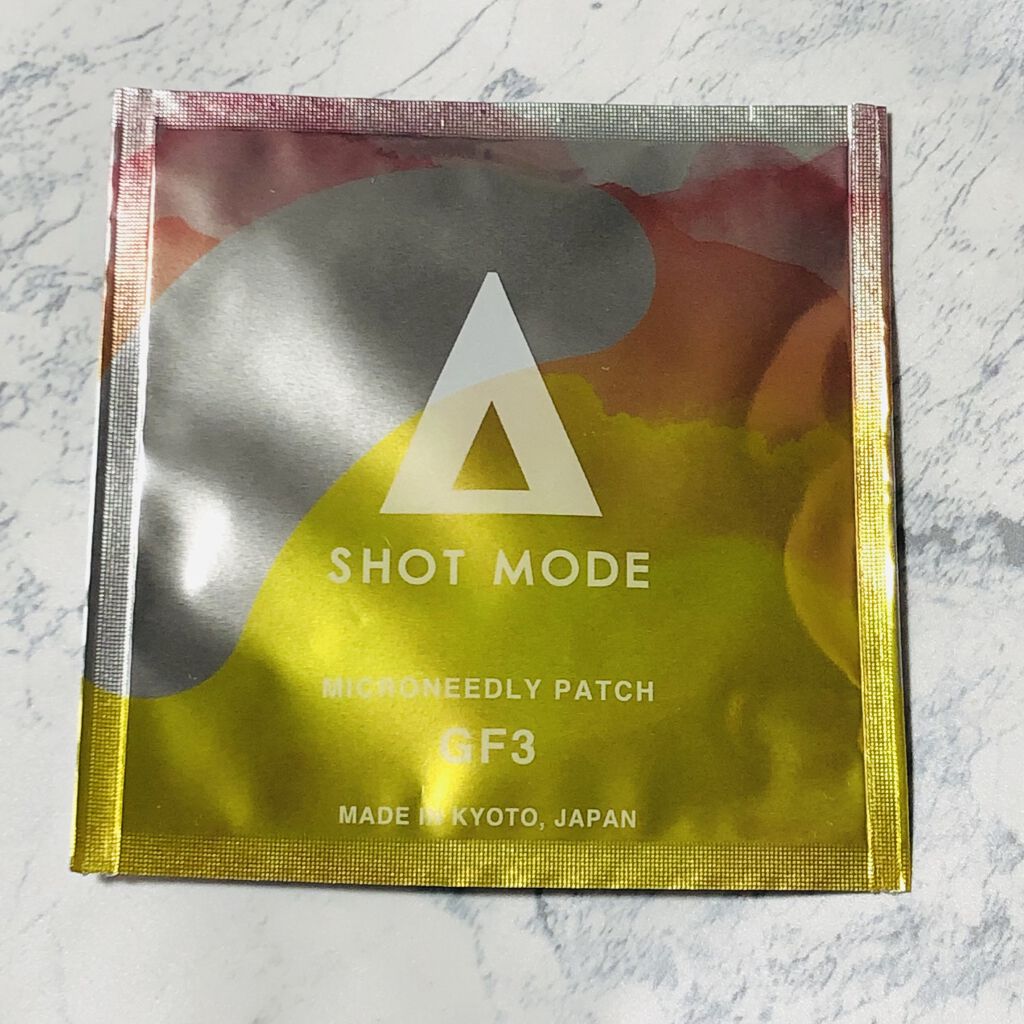 SHOT MODE
MICRONEEDLY PATCH
GF3
MADE IN KYOTO, JAPAN